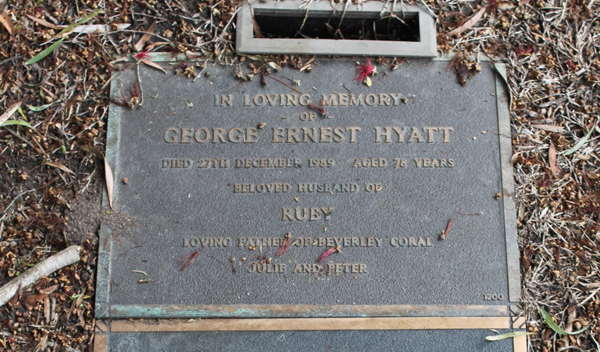 IN LOVING MEMORY
OF
GEORGE ERNEST HYATT
DIED 27TH DECEMBER 1989 AGED 78 YEARS
BELOVED HUSBAND OF
RUBY
LOVING FATHER OF BEVERLEY CORAL
JULIE AND PETER
1200